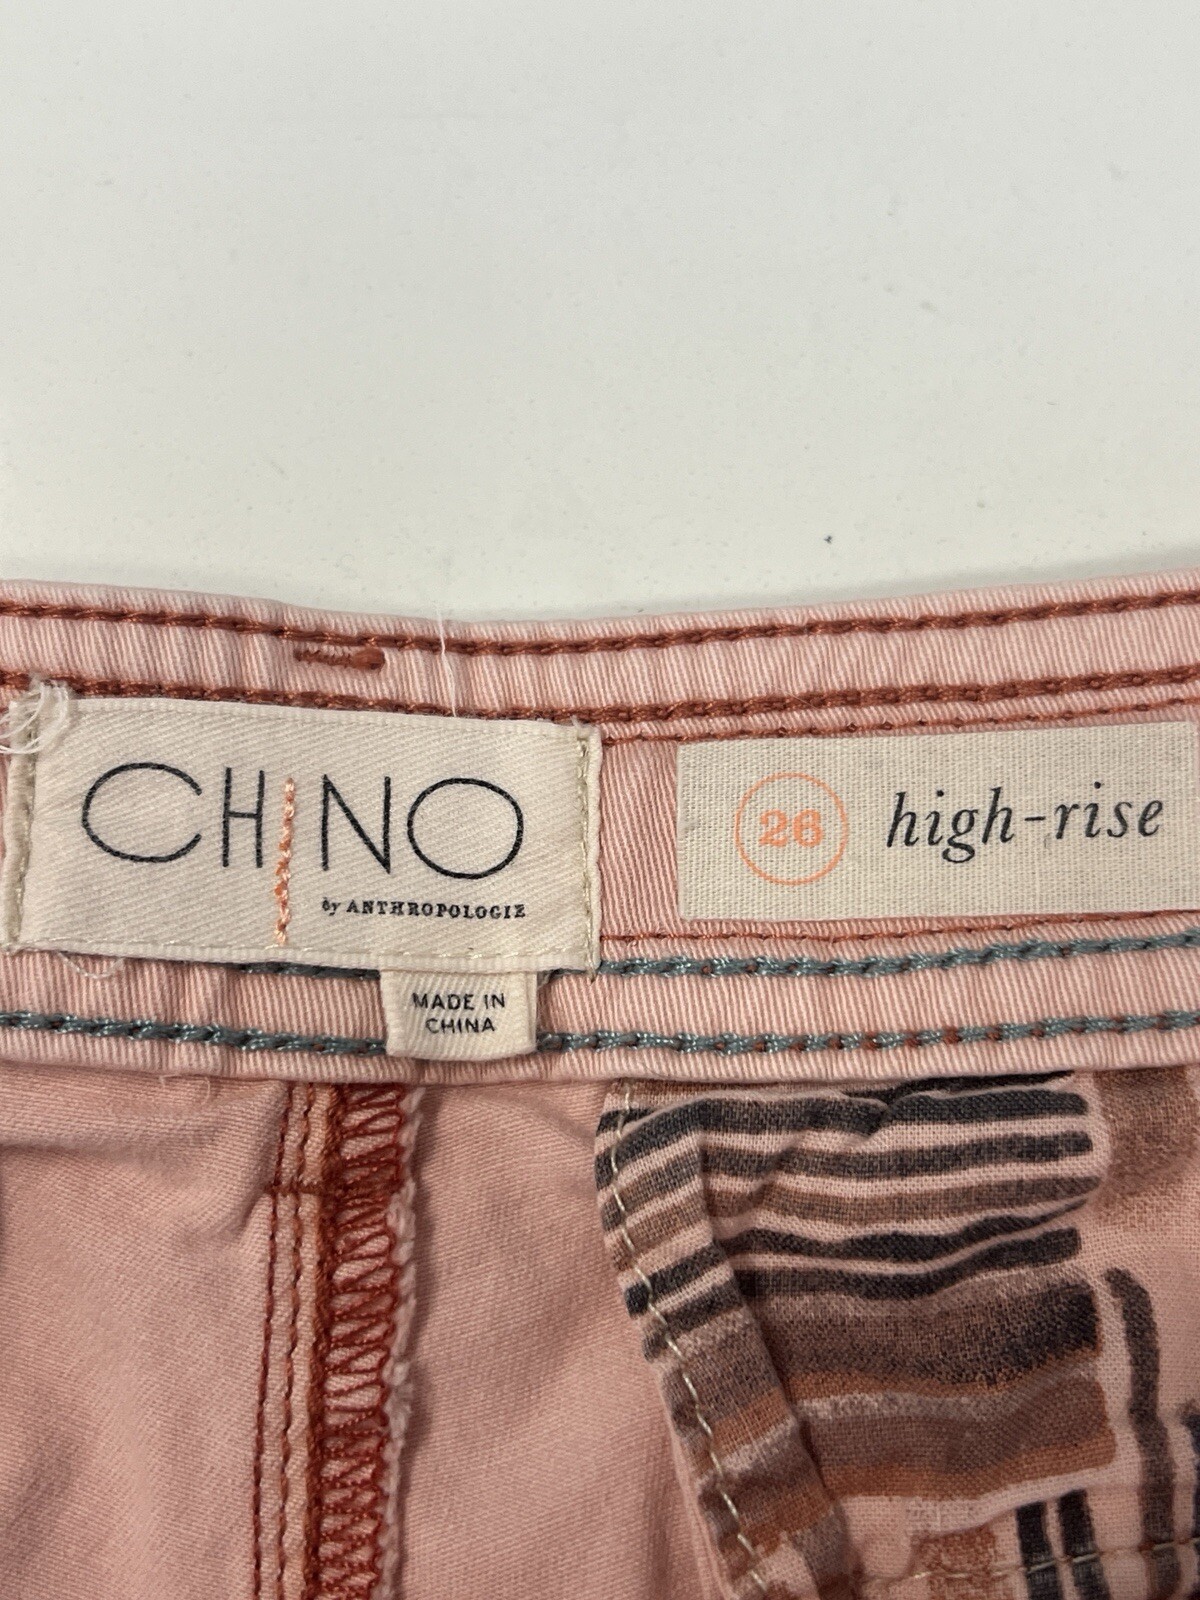 CHINO
by ANTHROPOLOGIE
MADE IN
CHINA
26 high-rise